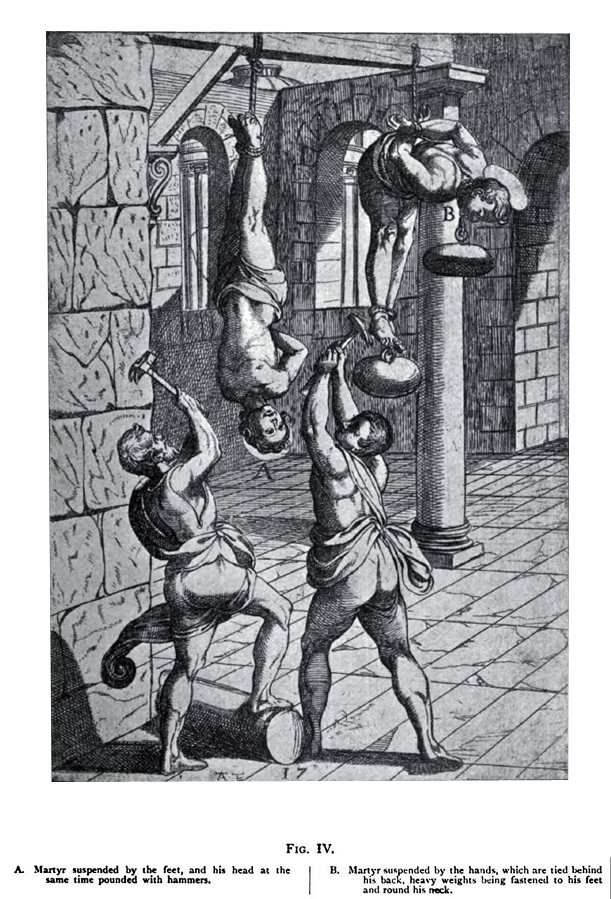 B
A
AT 17
FIG. IV.
A. Martyr suspended by the feet, and his head at the
same time pounded with hammers.
B. Martyr suspended by the hands, which are tied behind
his back, heavy weights being fastened to his feet
and round his neck.